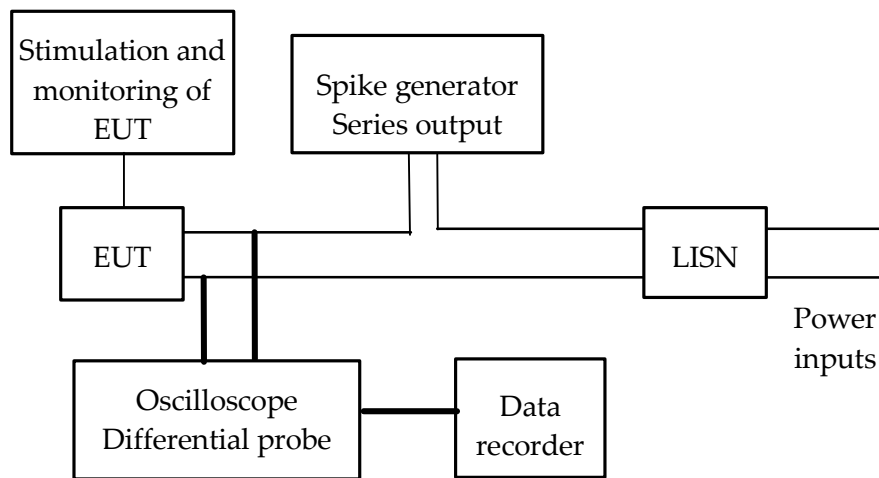 Stimulation and
monitoring of
EUT
Spike generator
Series output
EUT
LISN
Power
inputs
Oscilloscope
Differential probe
Data
recorder